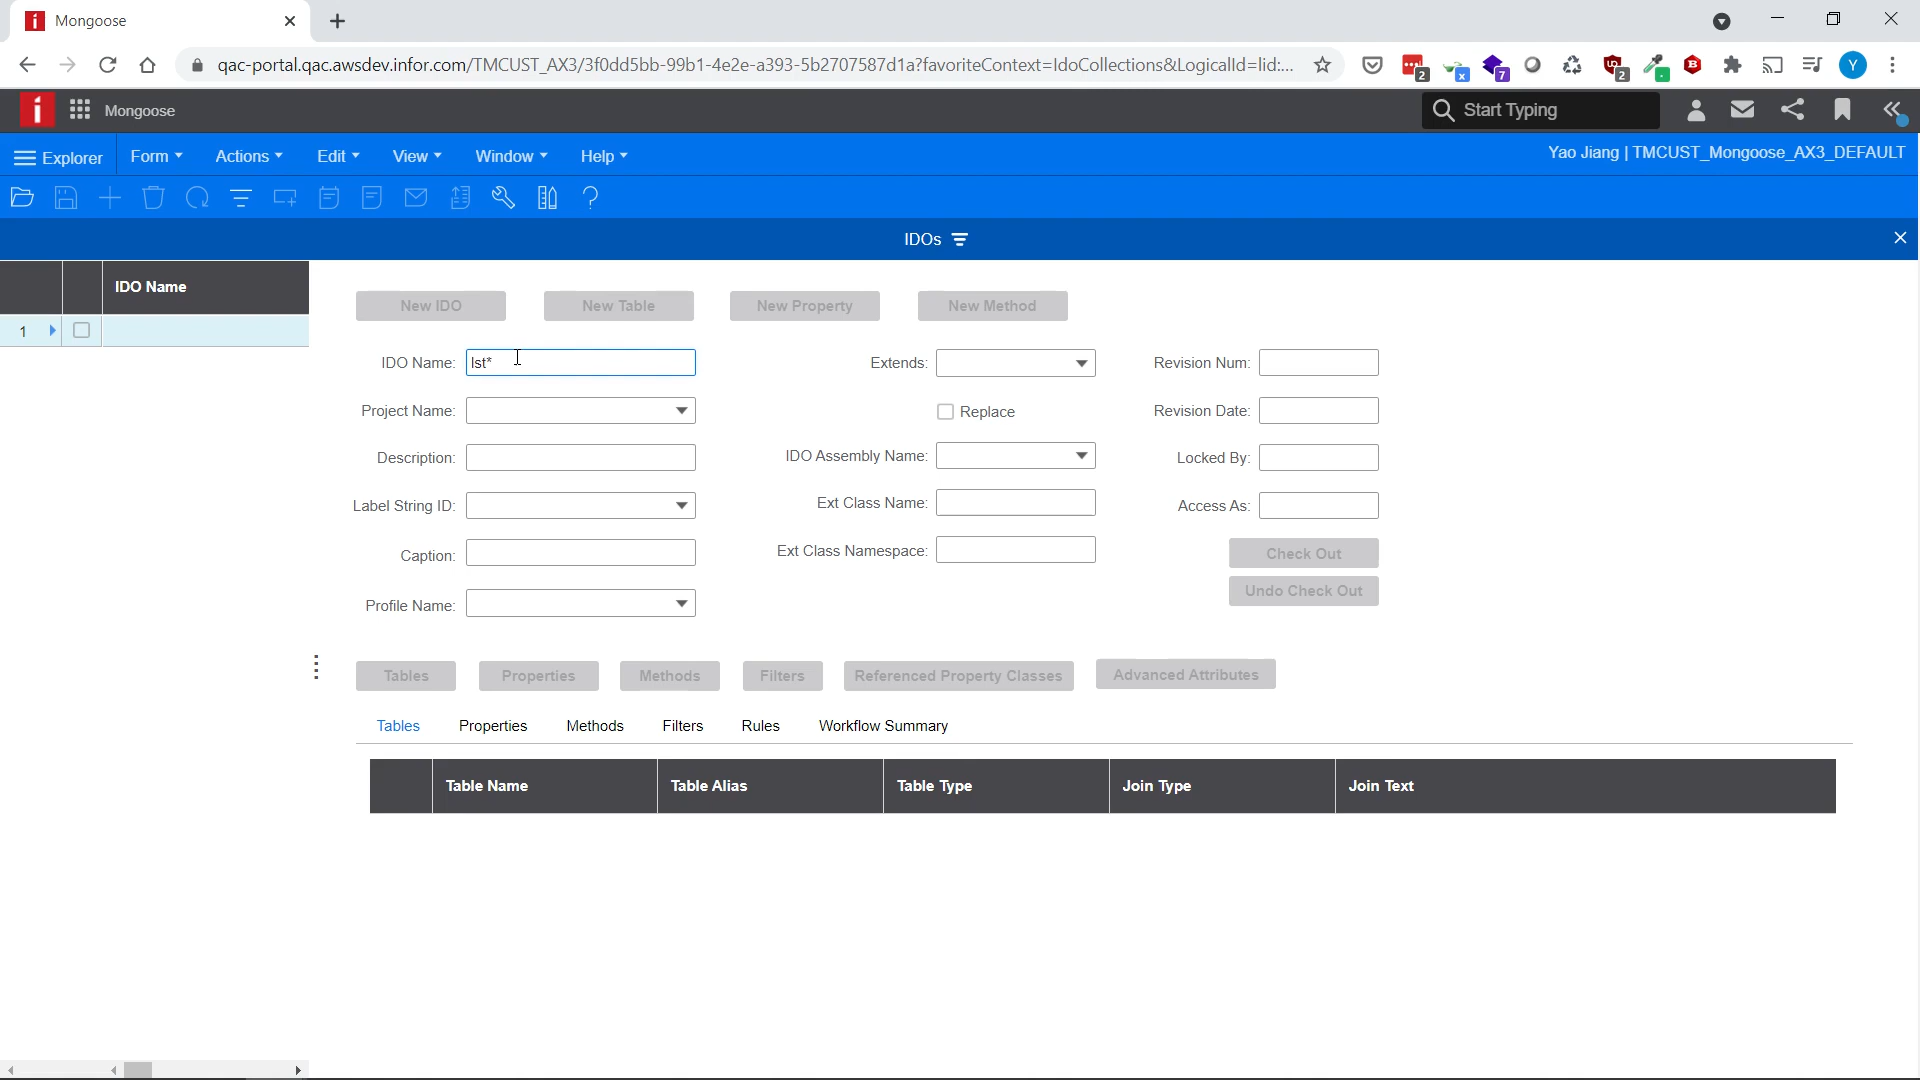 Mongoose
qac-portal.qac.awsdev.infor.com/TMCUST_AX3/3f0dd5bb-99b1-4e2e-a393-5b2707587d1a?favoriteContext=IdoCollections&LogicalId=lid:...
2 x 7 2 Y
Mongoose Start Typing
Explorer Form Actions Edit View Window Help Yao Jiang | TMCUST_Mongoose_AX3_DEFAULT
IDOs
IDO Name
1
New IDO New Table New Property New Method
IDO Name: lst* Extends: Revision Num:
Project Name: Replace Revision Date:
Description: IDO Assembly Name: Locked By:
Label String ID: Ext Class Name: Access As:
Caption: Ext Class Namespace: Check Out
Undo Check Out
Profile Name:
Tables Properties Methods Filters Referenced Property Classes Advanced Attributes
Tables Properties Methods Filters Rules Workflow Summary
Table Name Table Alias Table Type Join Type Join Text